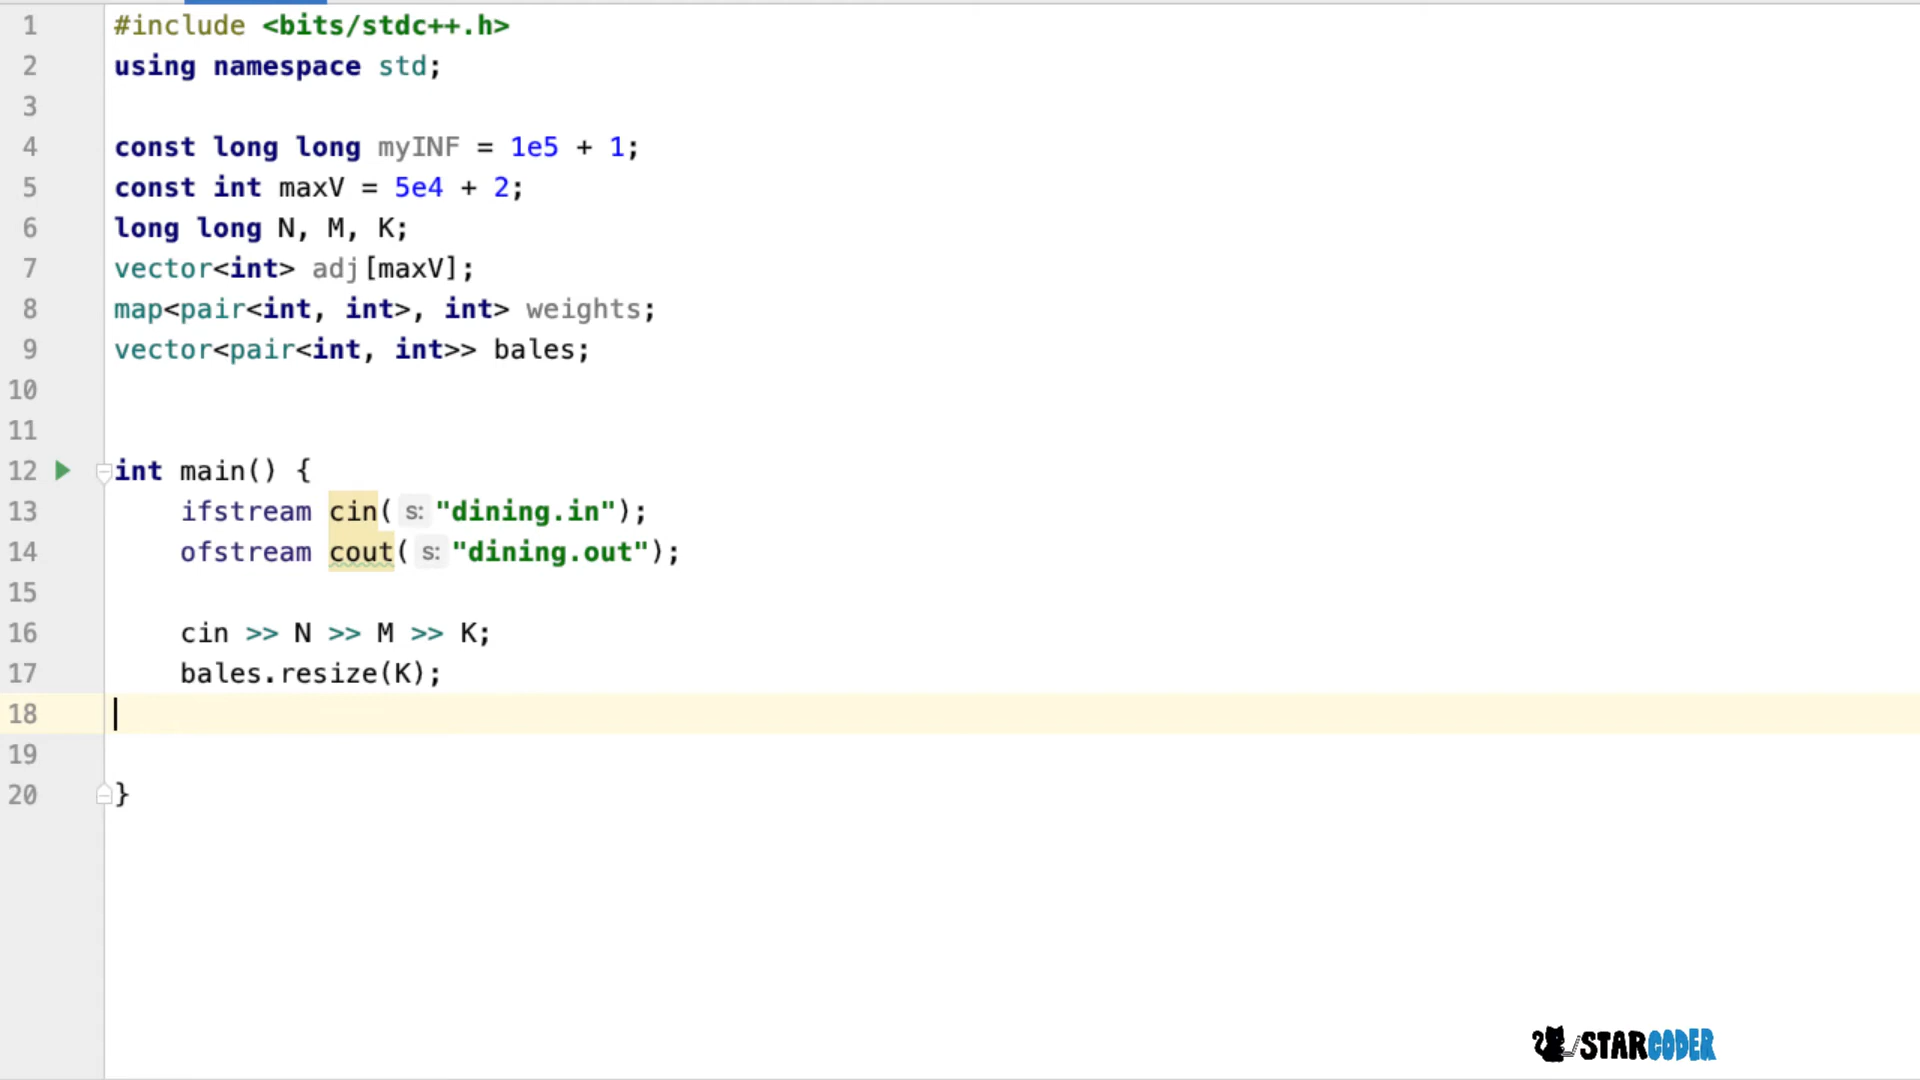 1 #include <bits/stdc++.h>
2 using namespace std;
3
4 const long long myINF = 1e5 + 1;
5 const int maxV = 5e4 + 2;
6 long long N, M, K;
7 vector<int> adj[maxV];
8 map<pair<int, int>, int> weights;
9 vector<pair<int, int>> bales;
10
11
12 int main() {
13 ifstream cin( s: "dining.in");
14 ofstream cout( s: "dining.out");
15
16 cin >> N >> M >> K;
17 bales.resize(K);
18
19
20 }
STARCODER